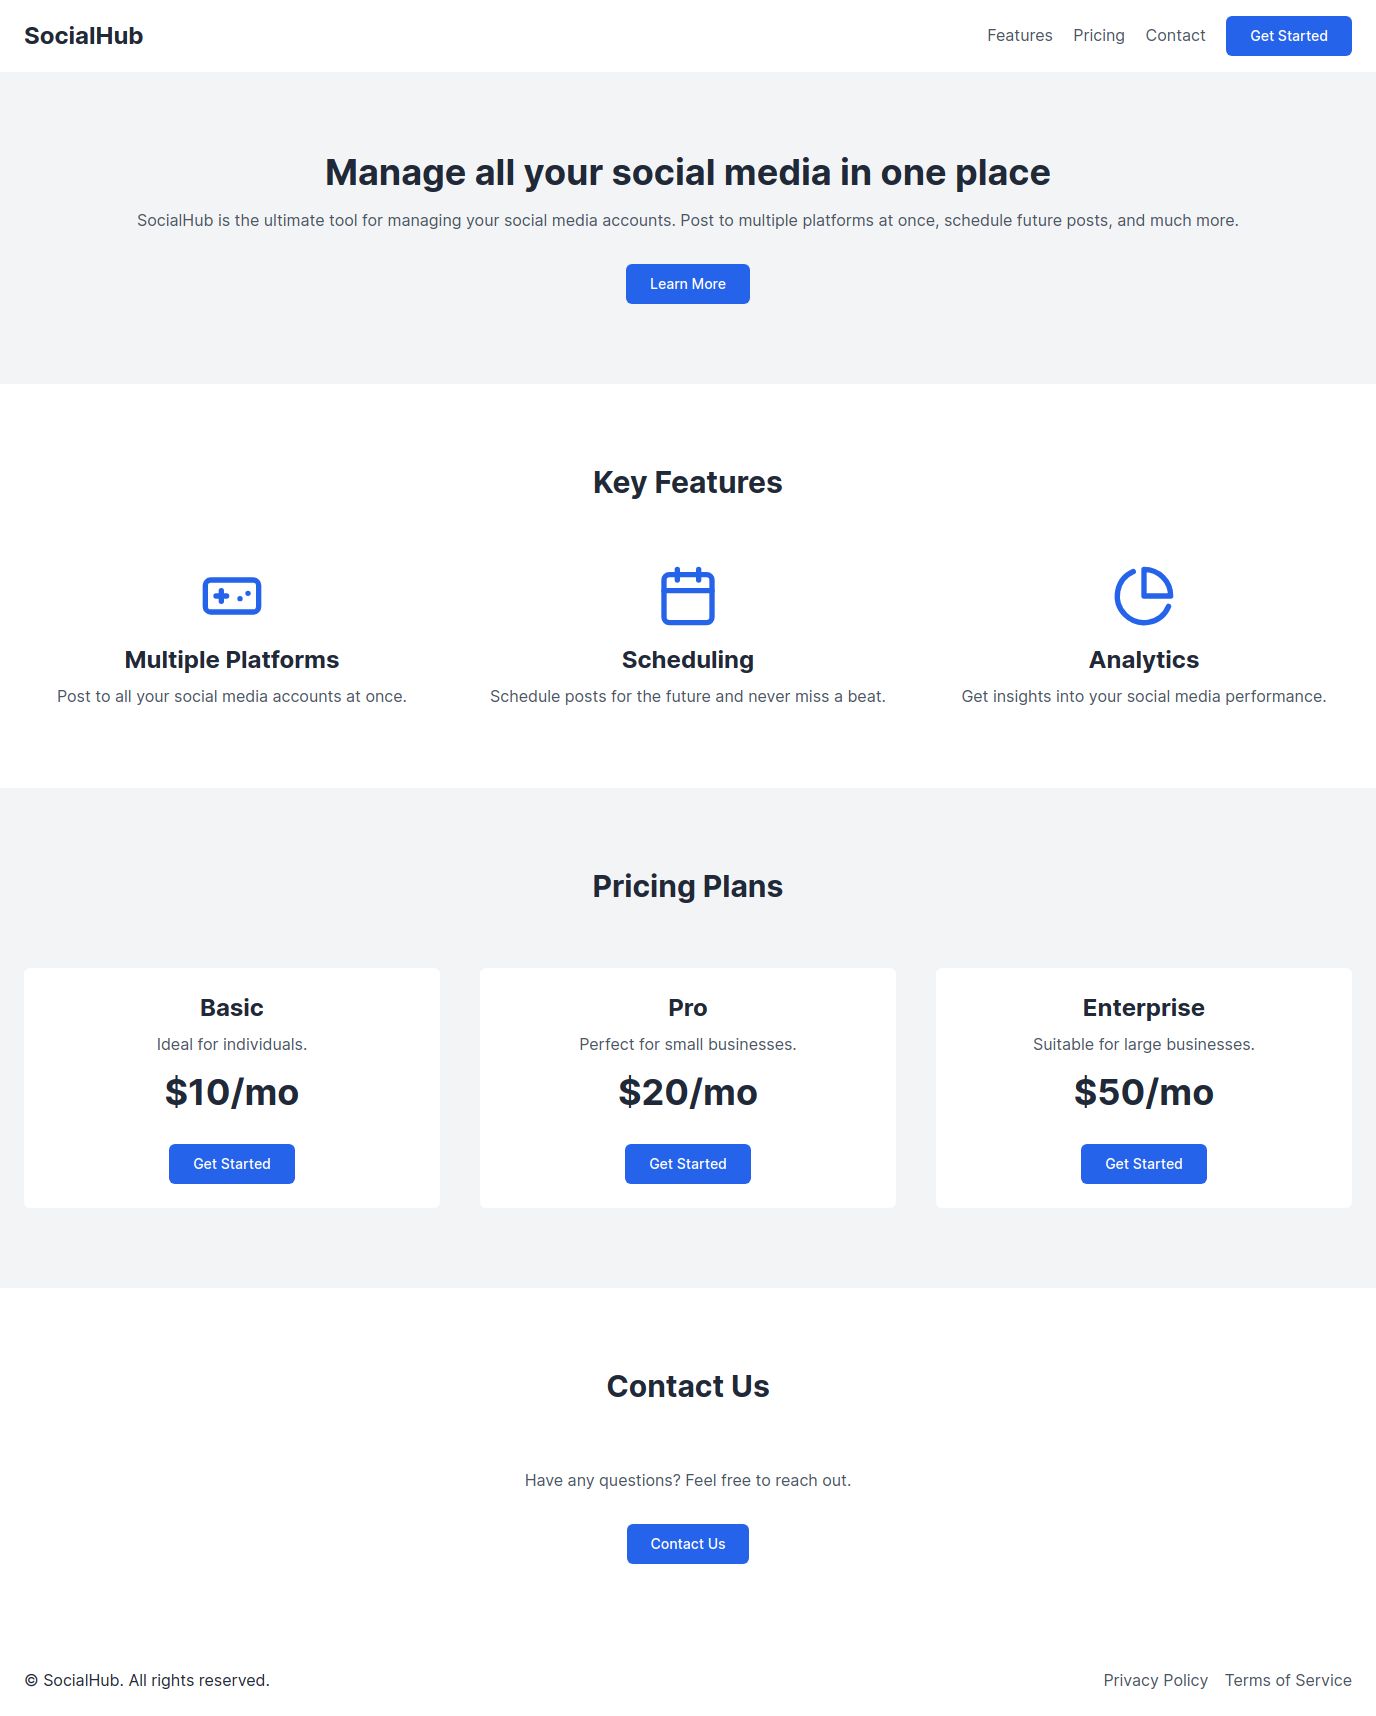 SocialHub
Features Pricing Contact Get Started
Manage all your social media in one place
SocialHub is the ultimate tool for managing your social media accounts. Post to multiple platforms at once, schedule future posts, and much more.
Learn More
Key Features
Multiple Platforms
Post to all your social media accounts at once.
Scheduling
Schedule posts for the future and never miss a beat.
Analytics
Get insights into your social media performance.
Pricing Plans
Basic
Ideal for individuals.
$10/mo
Get Started
Pro
Perfect for small businesses.
$20/mo
Get Started
Enterprise
Suitable for large businesses.
$50/mo
Get Started
Contact Us
Have any questions? Feel free to reach out.
Contact Us
© SocialHub. All rights reserved.
Privacy Policy Terms of Service